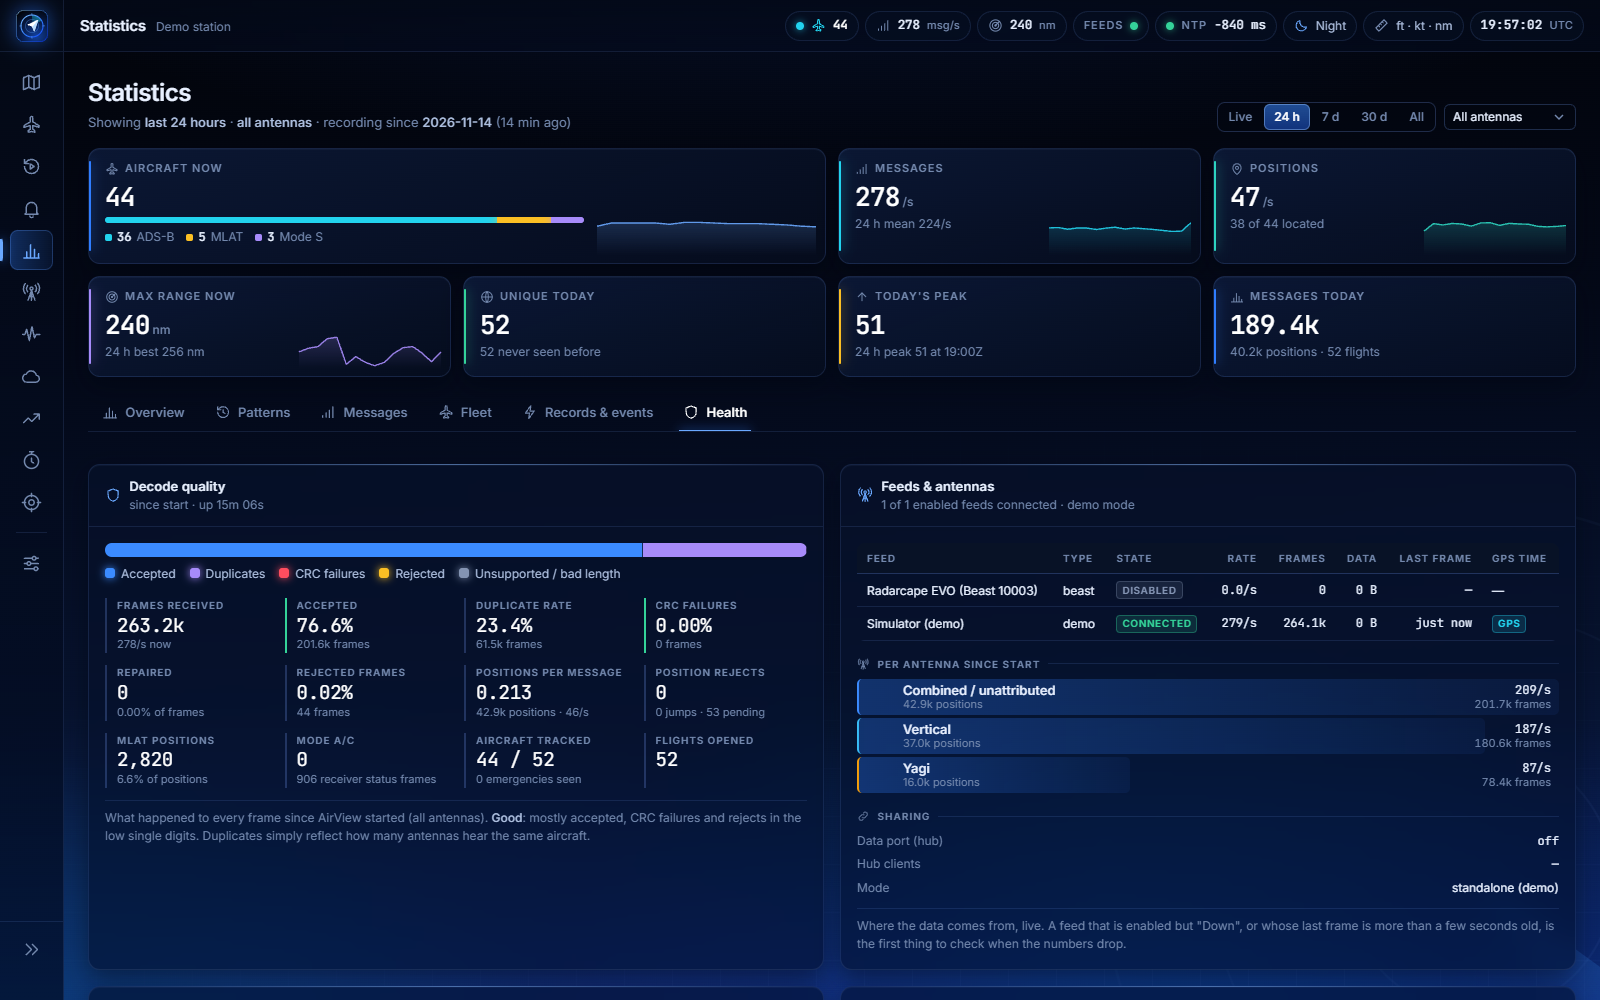 Statistics Demo station
44
278 msg/s
240 nm
FEEDS
NTP -840 ms
Night
ft · kt · nm
19:57:02 UTC
Statistics
Showing last 24 hours · all antennas · recording since 2026-11-14 (14 min ago)
Live 24 h 7 d 30 d All
All antennas
AIRCRAFT NOW
44
36 ADS-B 5 MLAT 3 Mode S
MESSAGES
278 /s
24 h mean 224/s
POSITIONS
47 /s
38 of 44 located
MAX RANGE NOW
240 nm
24 h best 256 nm
UNIQUE TODAY
52
52 never seen before
TODAY'S PEAK
51
24 h peak 51 at 19:00Z
MESSAGES TODAY
189.4k
40.2k positions · 52 flights
Overview Patterns Messages Fleet Records & events Health
Decode quality
since start · up 15m 06s
Accepted Duplicates CRC failures Rejected Unsupported / bad length
FRAMES RECEIVED
263.2k
278/s now
ACCEPTED
76.6%
201.6k frames
DUPLICATE RATE
23.4%
61.5k frames
CRC FAILURES
0.00%
0 frames
REPAIRED
0
0.00% of frames
REJECTED FRAMES
0.02%
44 frames
POSITIONS PER MESSAGE
0.213
42.9k positions · 46/s
POSITION REJECTS
0
0 jumps · 53 pending
MLAT POSITIONS
2,820
6.6% of positions
MODE A/C
0
906 receiver status frames
AIRCRAFT TRACKED
44 / 52
0 emergencies seen
FLIGHTS OPENED
52
What happened to every frame since AirView started (all antennas). Good: mostly accepted, CRC failures and rejects in the
low single digits. Duplicates simply reflect how many antennas hear the same aircraft.
Feeds & antennas
1 of 1 enabled feeds connected · demo mode
FEED TYPE STATE RATE FRAMES DATA LAST FRAME GPS TIME
Radarcape EVO (Beast 10003) beast DISABLED 0.0/s 0 0 B — —
Simulator (demo) demo CONNECTED 279/s 264.1k 0 B just now GPS
PER ANTENNA SINCE START
Combined / unattributed 209/s
42.9k positions 201.7k frames
Vertical 187/s
37.0k positions 180.6k frames
Yagi 87/s
16.0k positions 78.4k frames
SHARING
Data port (hub) off
Hub clients —
Mode standalone (demo)
Where the data comes from, live. A feed that is enabled but "Down", or whose last frame is more than a few seconds old, is
the first thing to check when the numbers drop.